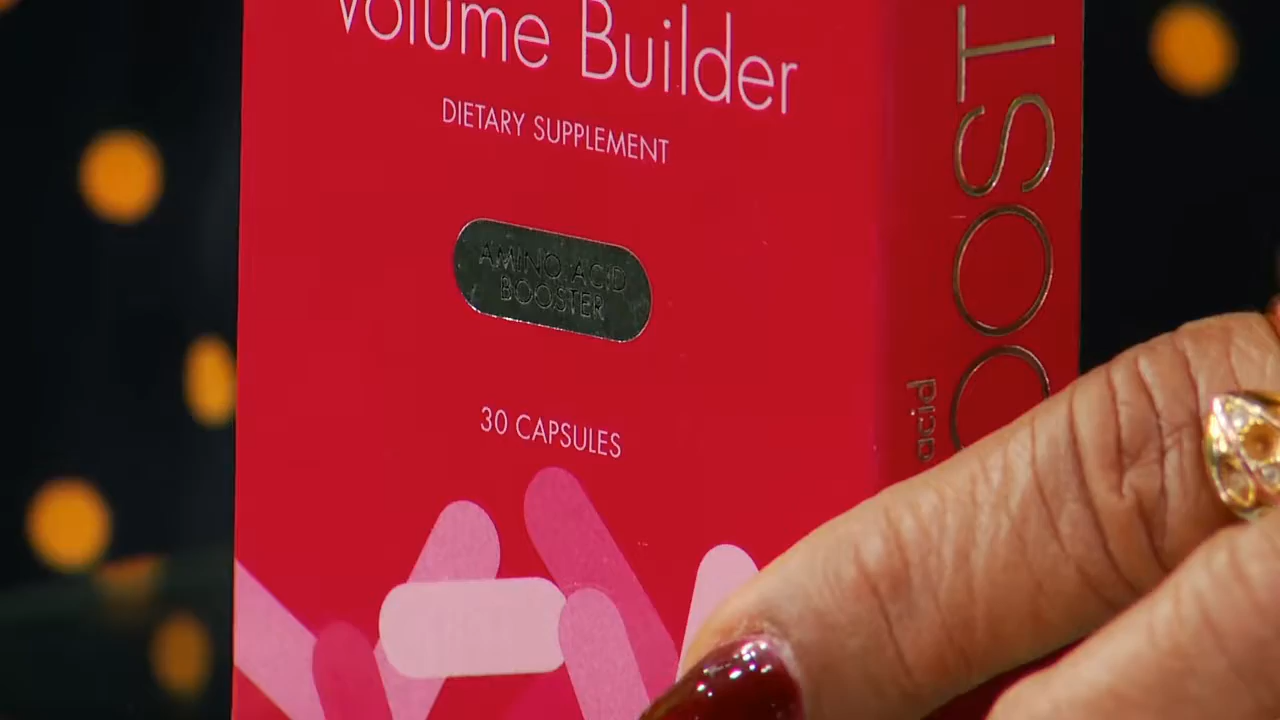 Volume Builder
DIETARY SUPPLEMENT
AMINO ACID
BOOSTER
30 CAPSULES
acid
OOST